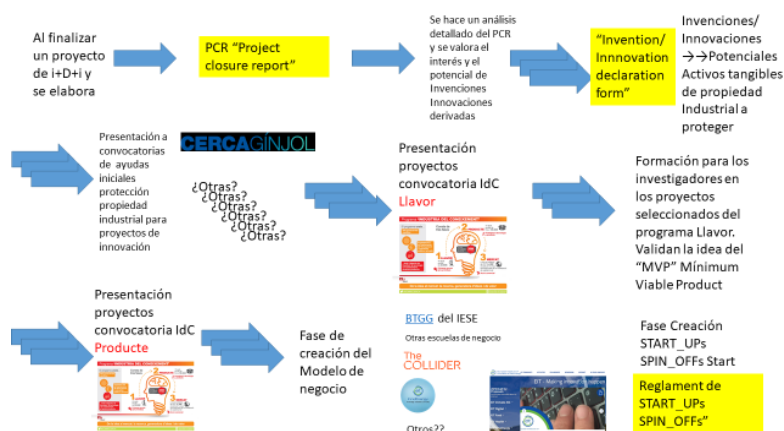 Al finalizar
un proyecto
de i+D+i y
se elabora
PCR “Project
closure report”
Se hace un análisis
detallado del PCR
y se valora el
interés y el
potencial de
Invenciones
Innovaciones
derivadas
“Invention/
Innnovation
declaration
form”
Invenciones/
Innovaciones
→→Potenciales
Activos tangibles
de propiedad
Industrial a
proteger
Presentación a
convocatorias
de ayudas
iniciales
protección
propiedad
industrial para
proyectos de
innovación
CERCAGÍNJOL
¿Otras?
¿Otras?
¿Otras?
¿Otras?
¿Otras?
¿Otras?
Presentación
proyectos
convocatoria IdC
Llavor
Formación para los
investigadores en
los proyectos
seleccionados del
programa Llavor.
Validan la idea del
“MVP” Mínimum
Viable Product
Presentación
proyectos
convocatoria IdC
Producte
Fase de
creación del
Modelo de
negocio
BTGG del IESE
Otras escuelas de negocio
The
COLLIDER
Otros??
Fase Creación
START_UPs
SPIN_OFFs Start
Reglament de
START_UPs
SPIN_OFFs”